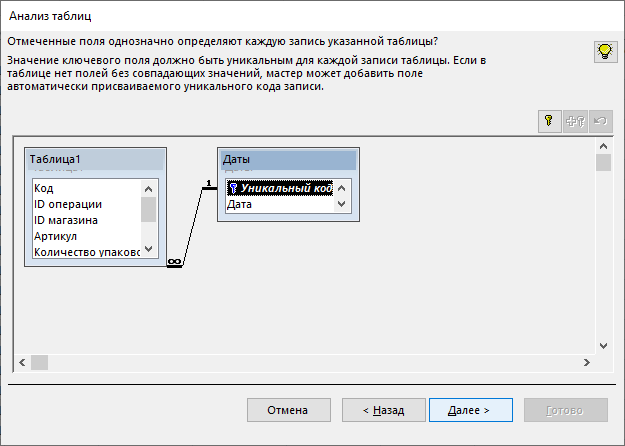 Анализ таблиц
Отмеченные поля однозначно определяют каждую запись указанной таблицы?
Значение ключевого поля должно быть уникальным для каждой записи таблицы. Если в
таблице нет полей без совпадающих значений, мастер может добавить поле
автоматически присваиваемого уникального кода записи.
Таблица1
Код
ID операции
ID магазина
Артикул
Количество упаково
∞
1
Даты
Уникальный код
Дата
Отмена
< Назад
Далее >
Готово